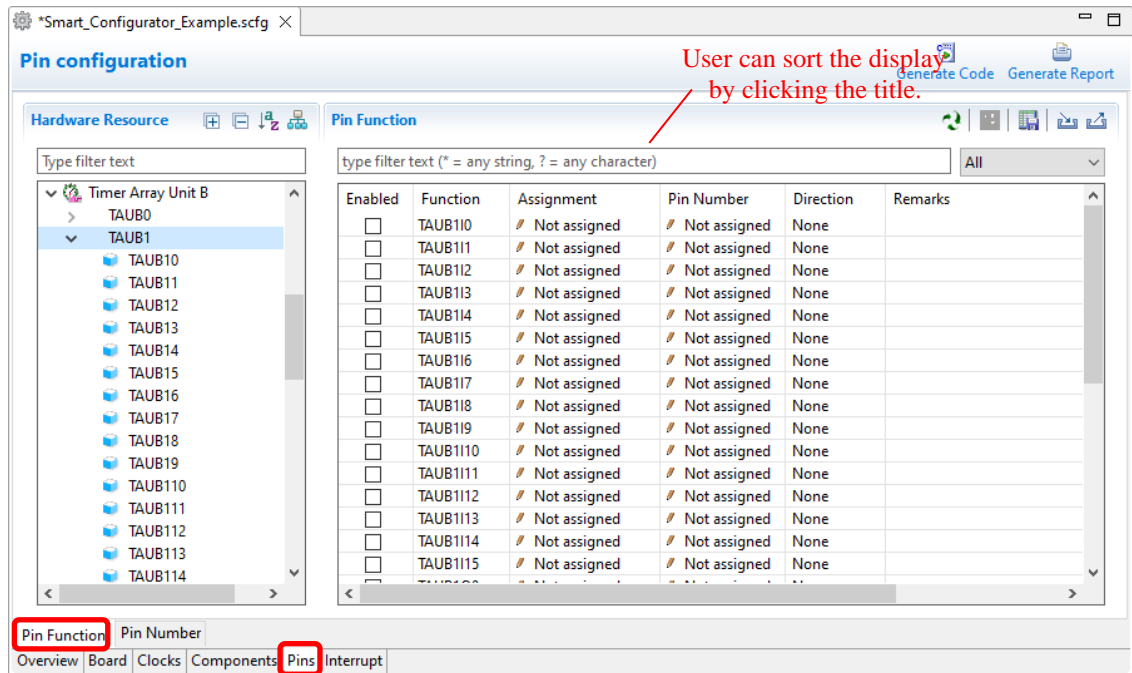 *Smart_Configurator_Example.scfg
Pin configuration
User can sort the display
by clicking the title.
Generate Code Generate Report
Hardware Resource
Pin Function
Type filter text
type filter text (* = any string, ? = any character)
All
Timer Array Unit B
TAUB0
TAUB1
TAUB10
TAUB11
TAUB12
TAUB13
TAUB14
TAUB15
TAUB16
TAUB17
TAUB18
TAUB19
TAUB110
TAUB111
TAUB112
TAUB113
TAUB114
Enabled Function Assignment Pin Number Direction Remarks
TAUB1I0 Not assigned Not assigned None
TAUB1I1 Not assigned Not assigned None
TAUB1I2 Not assigned Not assigned None
TAUB1I3 Not assigned Not assigned None
TAUB1I4 Not assigned Not assigned None
TAUB1I5 Not assigned Not assigned None
TAUB1I6 Not assigned Not assigned None
TAUB1I7 Not assigned Not assigned None
TAUB1I8 Not assigned Not assigned None
TAUB1I9 Not assigned Not assigned None
TAUB1I10 Not assigned Not assigned None
TAUB1I11 Not assigned Not assigned None
TAUB1I12 Not assigned Not assigned None
TAUB1I13 Not assigned Not assigned None
TAUB1I14 Not assigned Not assigned None
TAUB1I15 Not assigned Not assigned None
Pin Function Pin Number
Overview Board Clocks Components Pins Interrupt